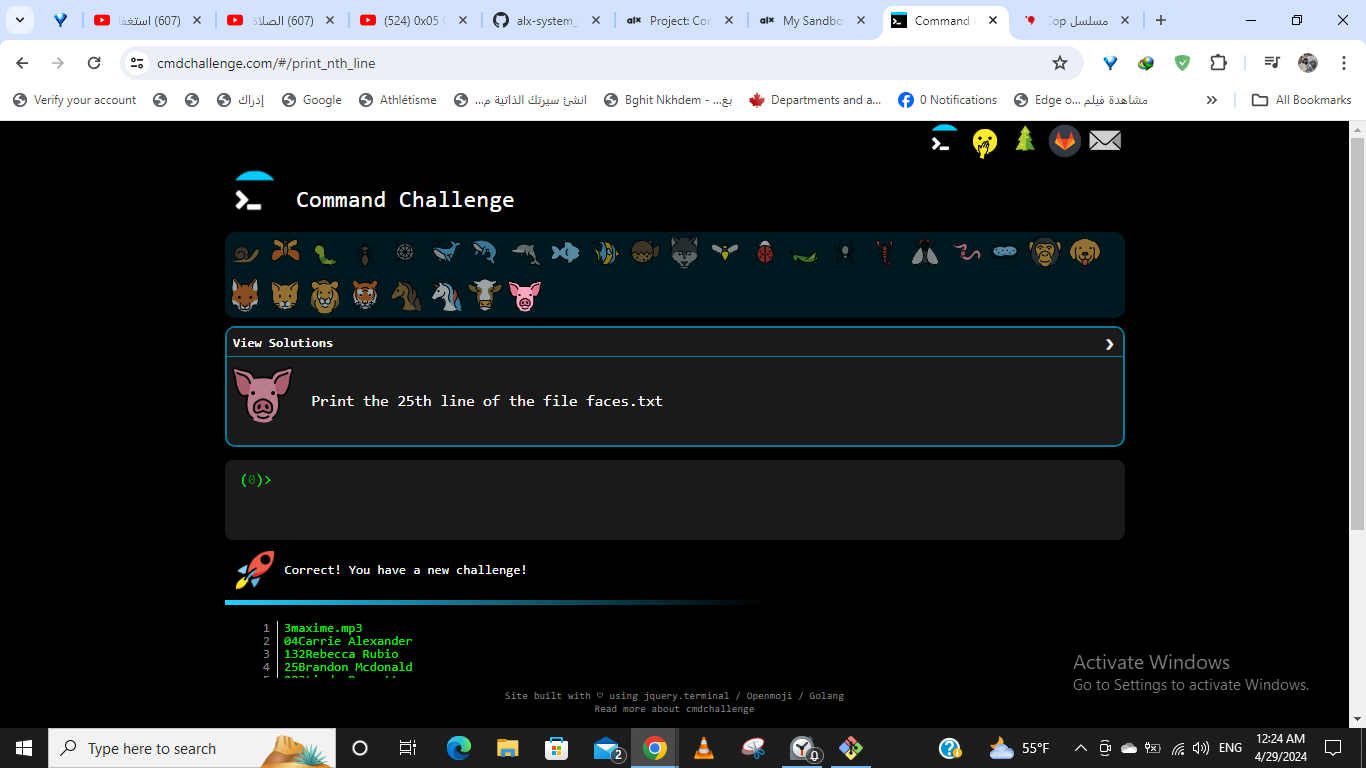 (607) استغف
(607) الصلاة
(524) 0x05
alx-system_
Project: Cor
My Sandbo
Command
مسلسل Cop
cmdchallenge.com/#/print_nth_line
Verify your account
إدراك
Google
Athlétisme
انشئ سيرتك الذاتية م...
Bghit Nkhdem - بغ...
Departments and a...
0 Notifications
Edge o... مشاهدة فيلم
All Bookmarks
Command Challenge
View Solutions
Print the 25th line of the file faces.txt
(0)>
Correct! You have a new challenge!
1 3maxime.mp3
2 04Carrie Alexander
3 132Rebecca Rubio
4 25Brandon Mcdonald
Activate Windows
Go to Settings to activate Windows.
Site built with ♡ using jquery.terminal / Openmoji / Golang
Read more about cmdchallenge
Type here to search
2
0
55°F
ENG
12:24 AM
4/29/2024